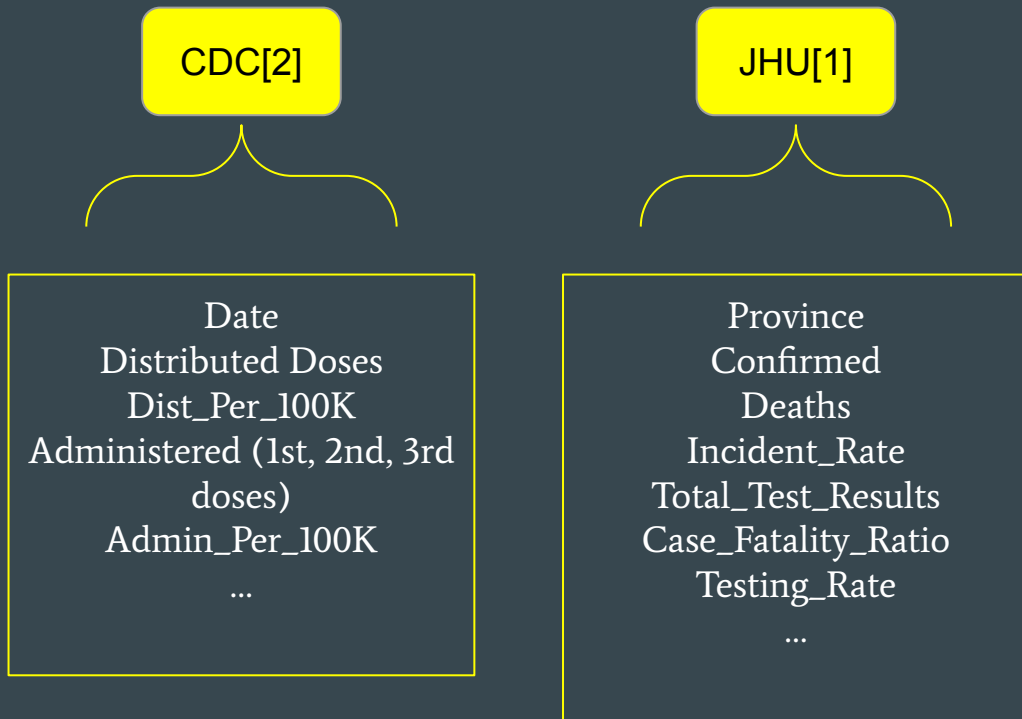 CDC[2]
Date
Distributed Doses
Dist_Per_100K
Administered (1st, 2nd, 3rd
doses)
Admin_Per_100K
...
JHU[1]
Province
Confirmed
Deaths
Incident_Rate
Total_Test_Results
Case_Fatality_Ratio
Testing_Rate
...